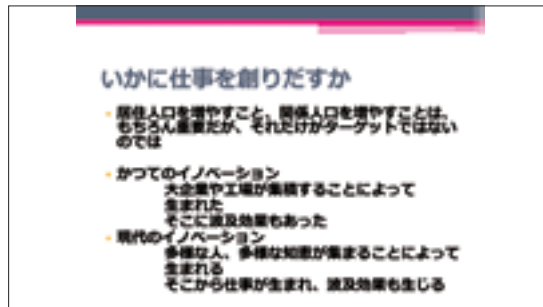 いかに仕事を創りだすか
・居住人口を増やすこと、関係人口を増やすことは、
もちろん重要だが、それだけがターゲットではない
のでは
・かつてのイノベーション
大企業や工場が集積することによって
生まれた
そこに波及効果もあった
・現代のイノベーション
多様な人、多様な知恵が集まることによって
生まれる
そこから仕事が生まれ、波及効果も生じる